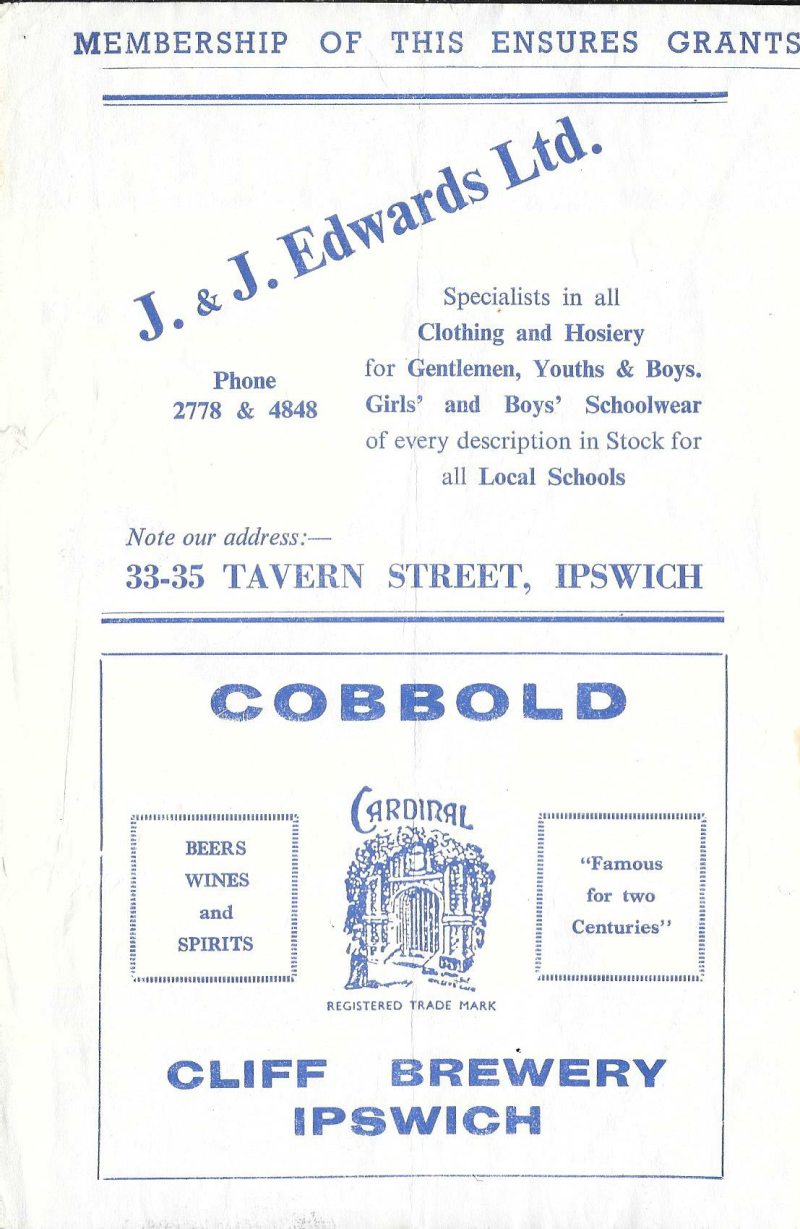 MEMBERSHIP OF THIS ENSURES GRANTS
J. & J. Edwards Ltd.
Specialists in all
Clothing and Hosiery
for Gentlemen, Youths & Boys.
Girls' and Boys' Schoolwear
of every description in Stock for
all Local Schools
Phone
2778 & 4848
Note our address:—
33-35 TAVERN STREET, IPSWICH
COBBOLD
BEERS
WINES
and
SPIRITS
CARDINAL
REGISTERED TRADE MARK
"Famous
for two
Centuries"
CLIFF BREWERY
IPSWICH